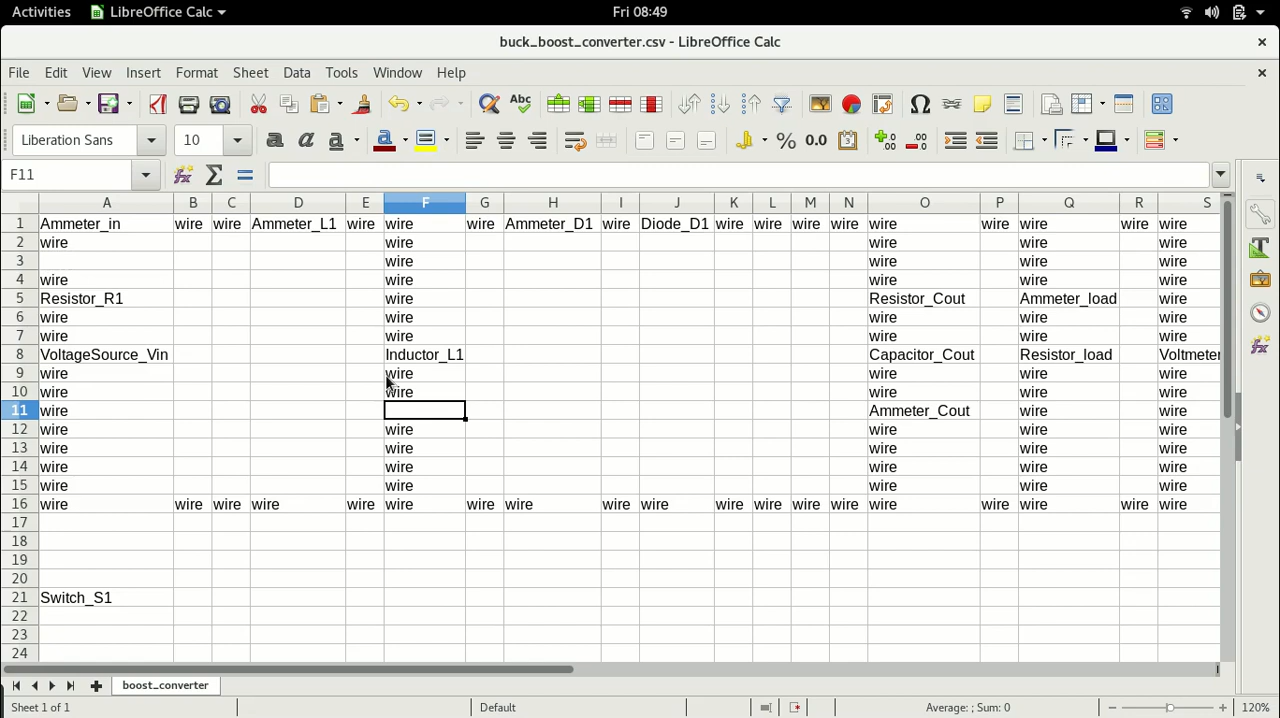 Activities LibreOffice Calc Fri 08:49
buck_boost_converter.csv - LibreOffice Calc
File Edit View Insert Format Sheet Data Tools Window Help
Liberation Sans 10
F11
A B C D E F G H I J K L M N O P Q R S
1 Ammeter_in wire wire Ammeter_L1 wire wire wire Ammeter_D1 wire Diode_D1 wire wire wire wire wire wire wire wire wire
2 wire wire wire wire wire
3 wire wire wire wire
4 wire wire wire wire wire
5 Resistor_R1 wire Resistor_Cout Ammeter_load wire
6 wire wire wire wire wire
7 wire wire wire wire wire
8 VoltageSource_Vin Inductor_L1 Capacitor_Cout Resistor_load Voltmeter
9 wire wire wire wire wire
10 wire wire wire wire wire
11 wire Ammeter_Cout wire wire
12 wire wire wire wire wire
13 wire wire wire wire wire
14 wire wire wire wire wire
15 wire wire wire wire wire
16 wire wire wire wire wire wire wire wire wire wire wire wire wire wire wire wire wire wire wire
17
18
19
20
21 Switch_S1
22
23
24
boost_converter
Sheet 1 of 1 Default Average: ; Sum: 0 120%